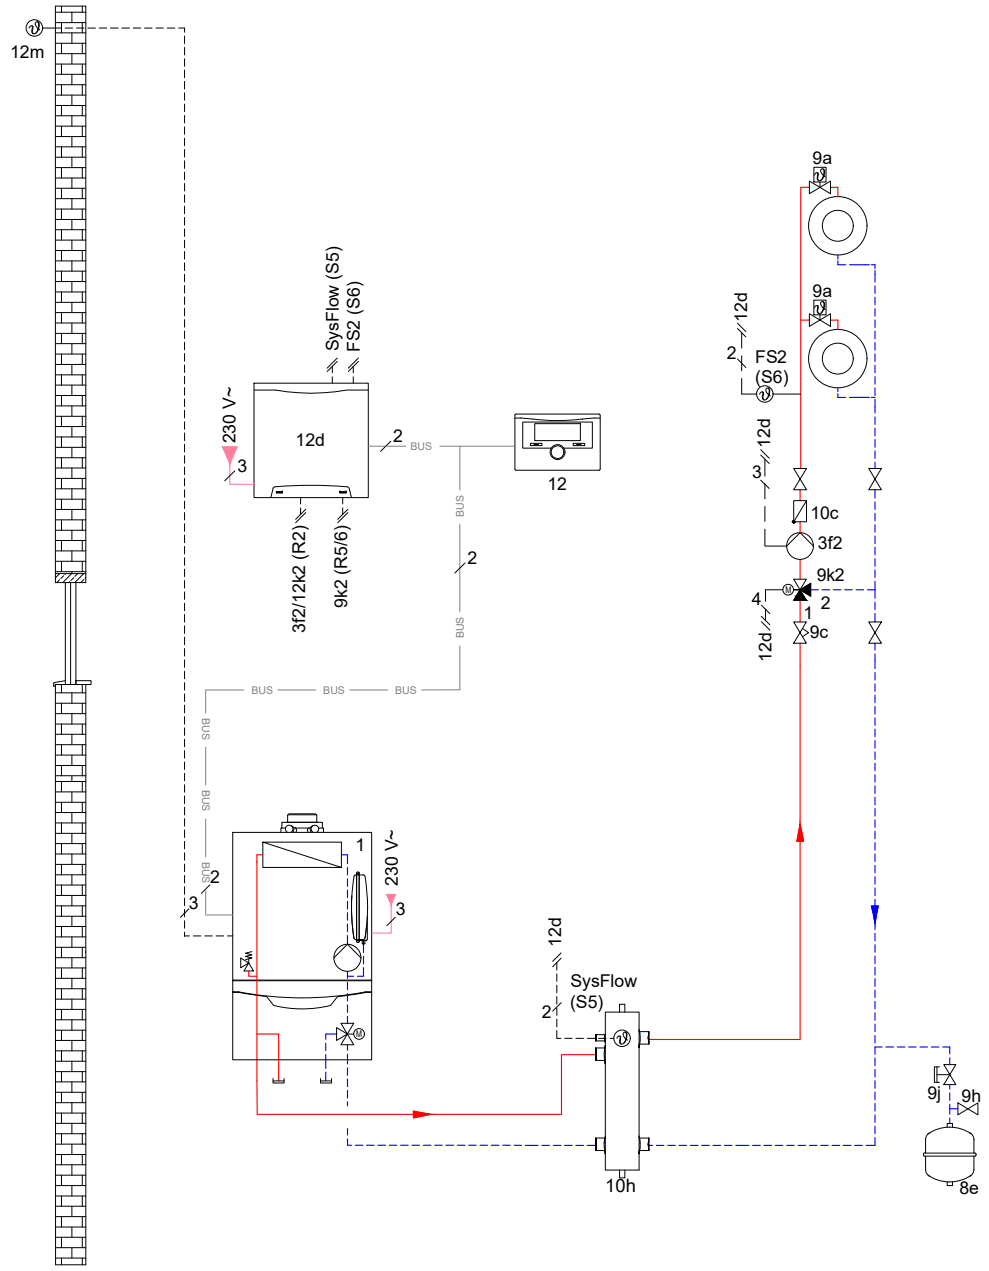 12m
9a
9a
12d
2
FS2
(S6)
SysFlow (S5)
FS2 (S6)
230 V~
3
12d
2
BUS
12
BUS
2
BUS
3f2/12k2 (R2)
9k2 (R5/6)
12d
3
10c
3f2
9k2
2
1
4
12d
9c
BUS
BUS
BUS
BUS
BUS
BUS
2
3
1
230 V~
3
12d
2
SysFlow
(S5)
10h
9j
9h
8e
M
M